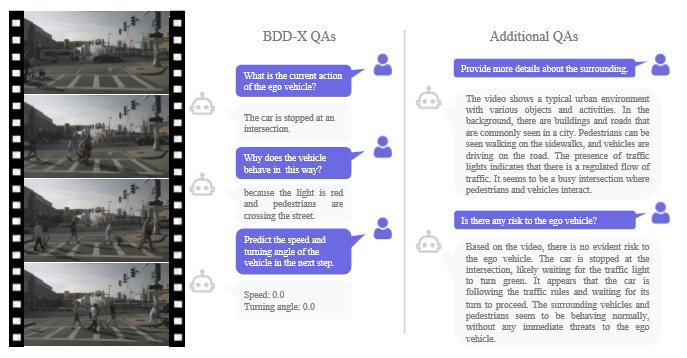 BDD-X QAs
What is the current action
of the ego vehicle?
The car is stopped at an
intersection
Why does the vehicle
behave in this way?
because the light is red
and pedestrians are
crossing the street.
Predict the speed and
turning angle of the
vehicle in the next step.
Speed: 0.0
Turning angle: 0.0
Additional QAs
Provide more details about the surrounding.
The video shows a typical urban environment
with various objects and activities. In the
background, there are buildings and roads that
are commonly seen in a city. Pedestrians can be
seen walking on the sidewalks, and vehicles are
driving on the road. The presence of traffic
lights indicates that there is a regulated flow of
traffic. It seems to be a busy intersection where
pedestrians and vehicles interact.
Is there any risk to the ego vehicle?
Based on the video, there is no evident risk to
the ego vehicle. The car is stopped at the
intersection, likely waiting for the traffic light
to turn green. It appears that the car is
following the traffic rules and waiting for its
turn to proceed. The surrounding vehicles and
pedestrians seem to be behaving normally,
without any immediate threats to the ego
vehicle.